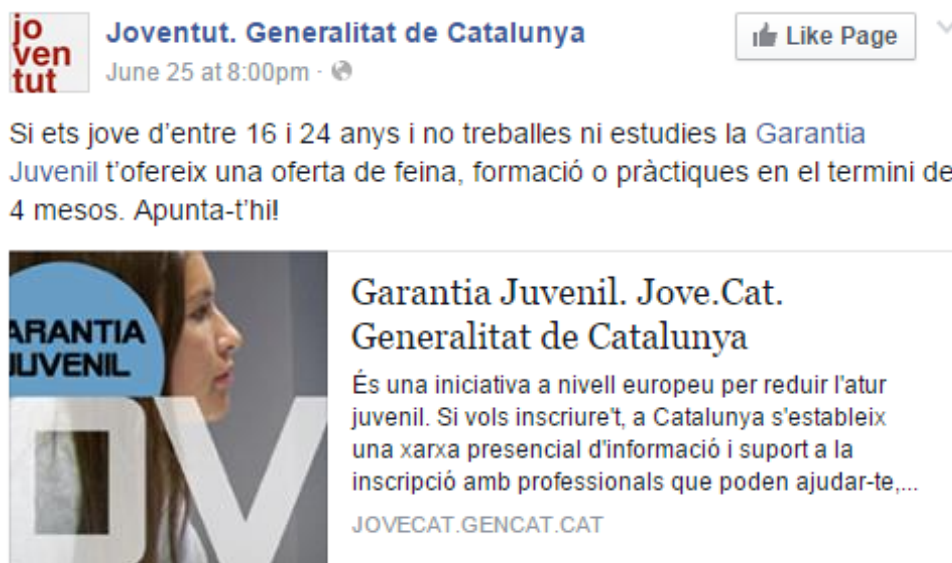 jo
ven
tut
Joventut. Generalitat de Catalunya
June 25 at 8:00pm ·
Like Page
Si ets jove d’entre 16 i 24 anys i no treballes ni estudies la Garantia
Juvenil t’ofereix una oferta de feina, formació o pràctiques en el termini de
4 mesos. Apunta-t’hi!
ARANTIA
JUVENIL
OV
Garantia Juvenil. Jove.Cat.
Generalitat de Catalunya
És una iniciativa a nivell europeu per reduir l'atur
juvenil. Si vols inscriure't, a Catalunya s'estableix
una xarxa presencial d'informació i suport a la
inscripció amb professionals que poden ajudar-te,...
JOVECAT.GENCAT.CAT